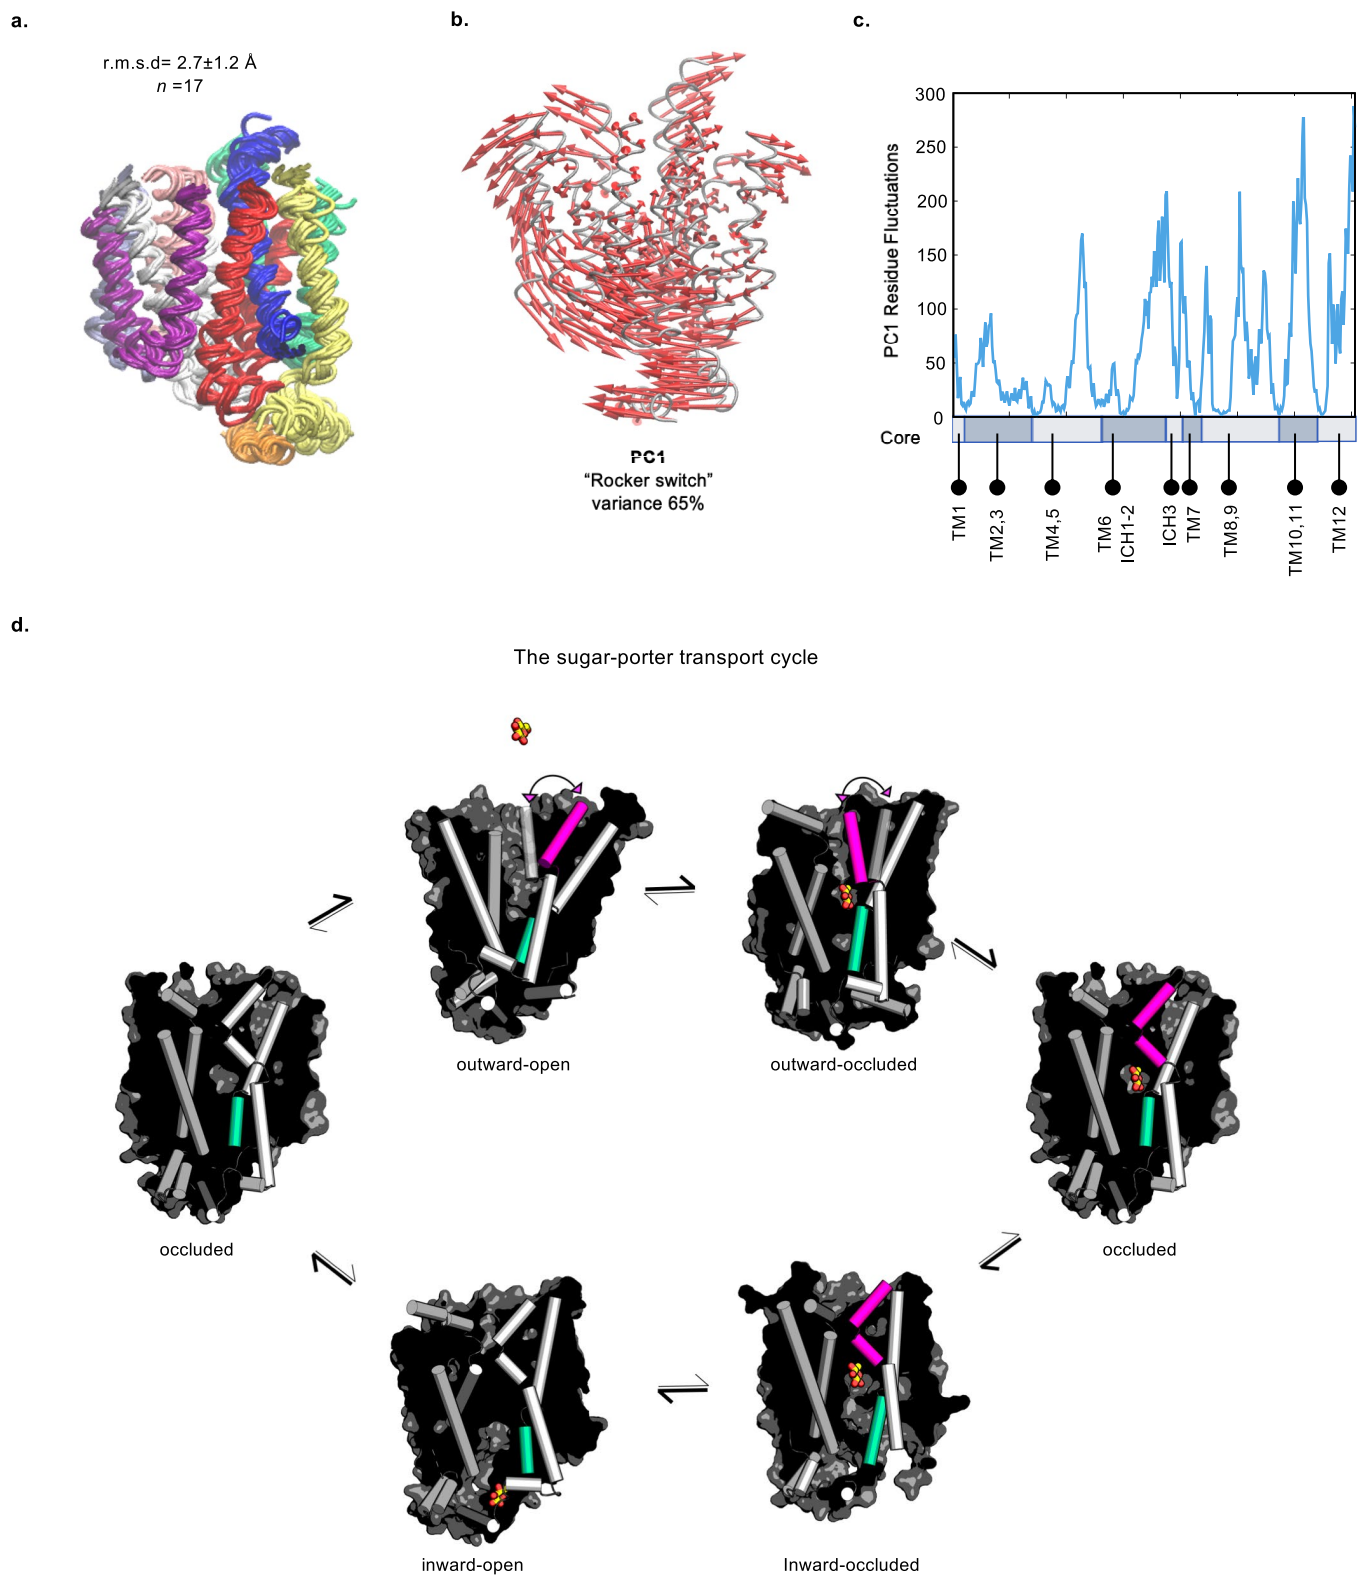 a.
r.m.s.d= 2.7±1.2 Å
n =17
b.
PC1
“Rocker switch”
variance 65%
c.
300
250
200
150
100
50
0
PC1 Residue Fluctuations
Core
TM1
TM2,3
TM4,5
TM6
ICH1-2
ICH3
TM7
TM8,9
TM10,11
TM12
d.
The sugar-porter transport cycle
outward-open
outward-occluded
occluded
occluded
inward-open
Inward-occluded